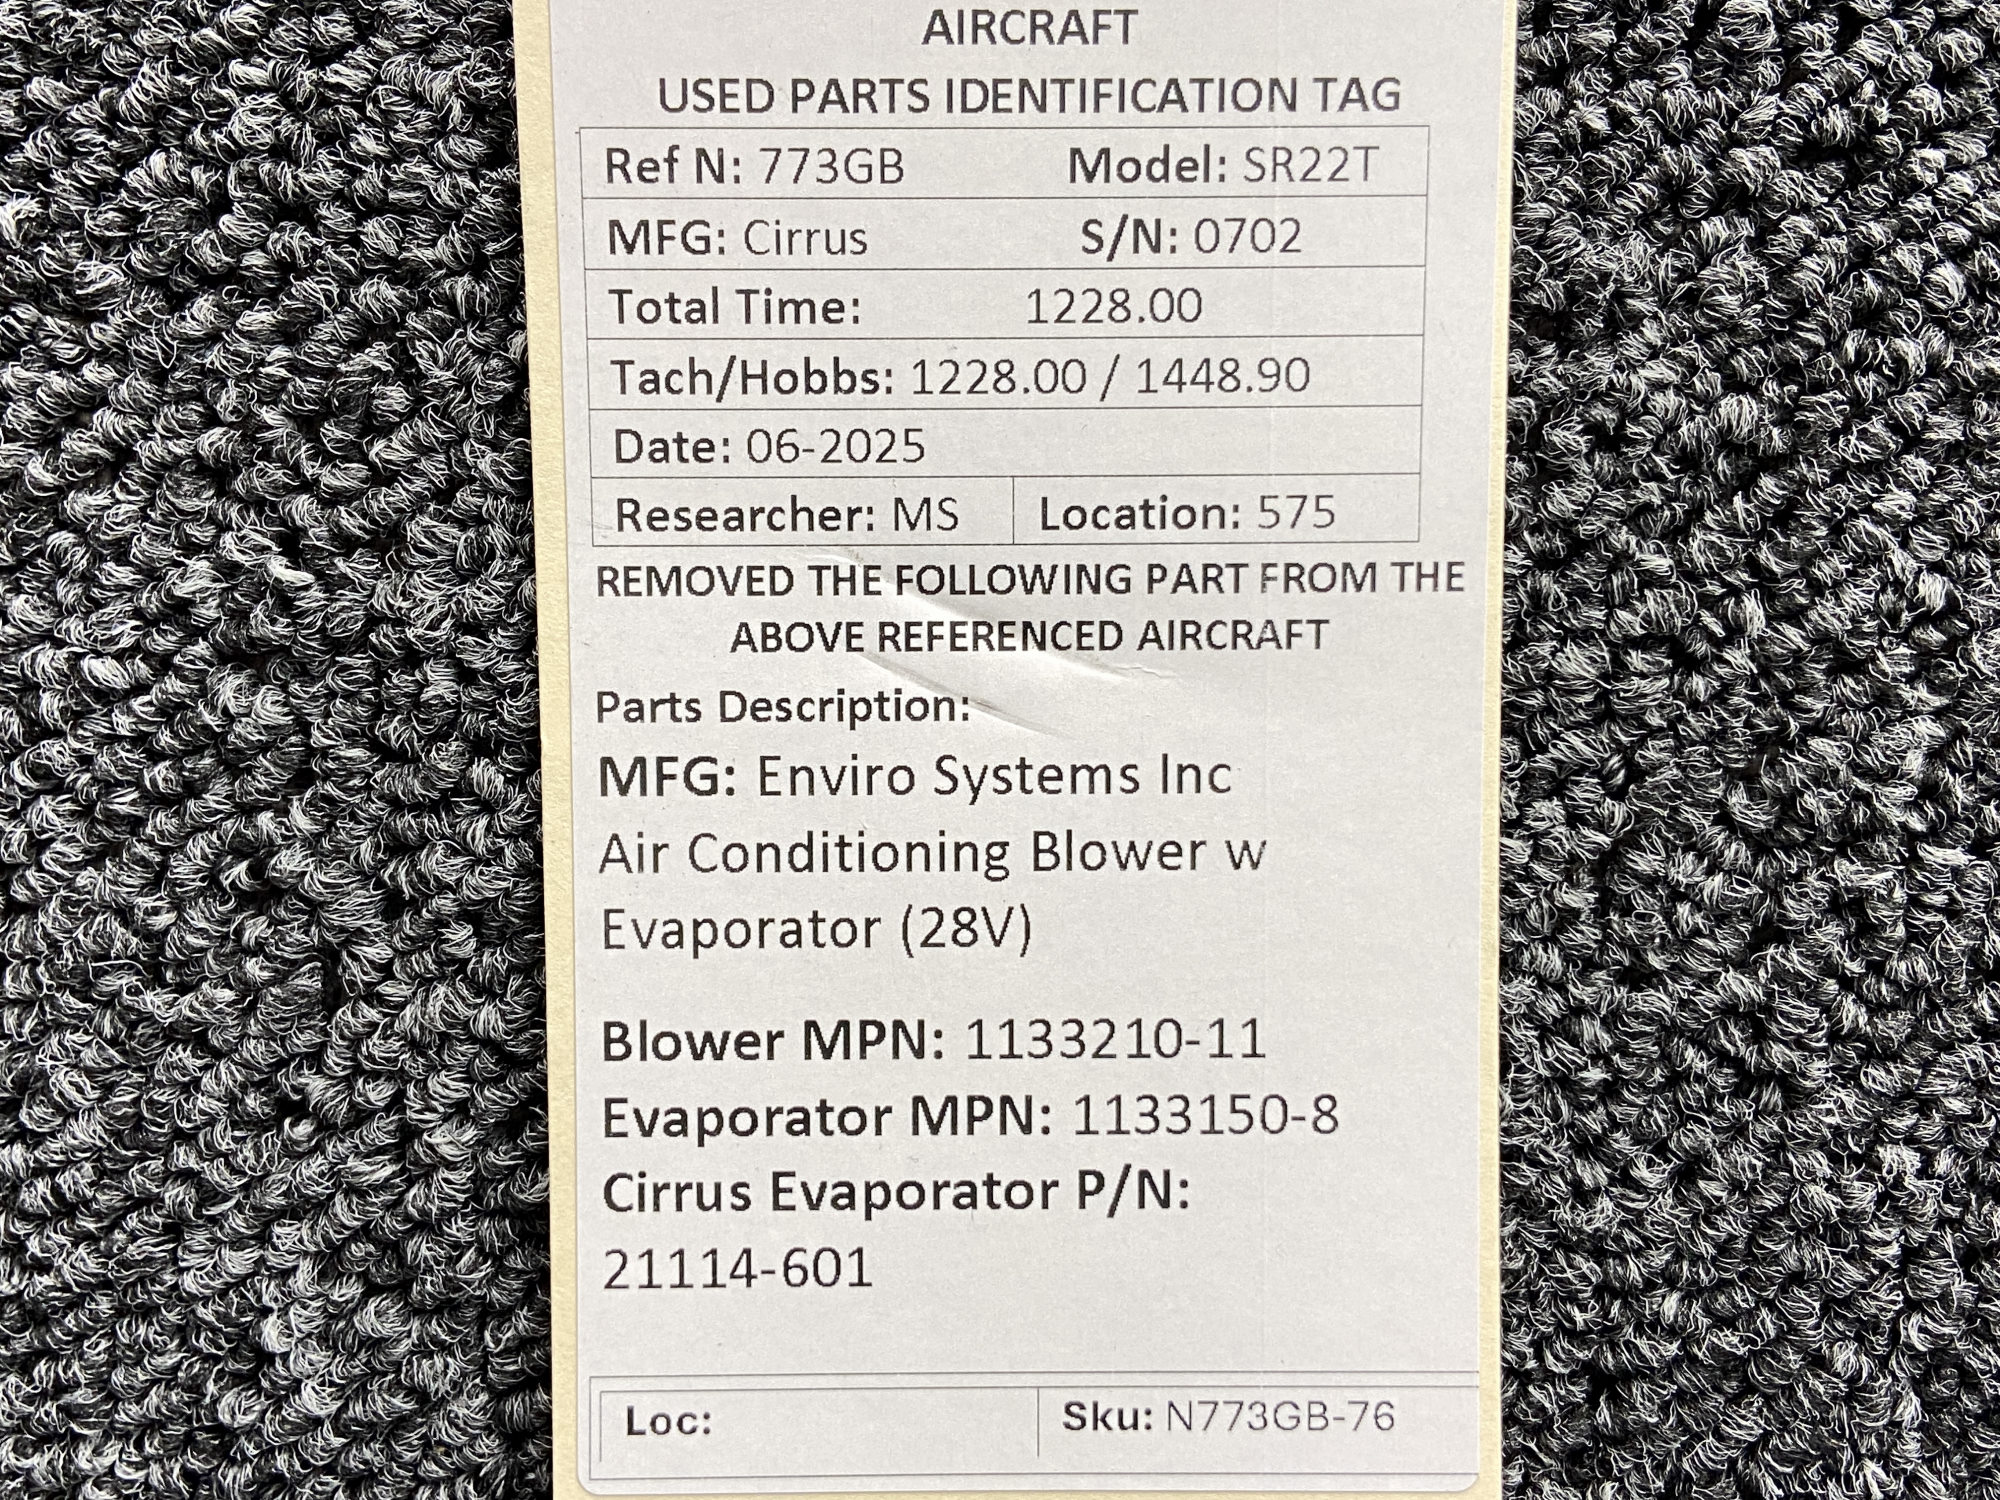 AIRCRAFT
USED PARTS IDENTIFICATION TAG
Ref N: 773GB Model: SR22T
MFG: Cirrus S/N: 0702
Total Time: 1228.00
Tach/Hobbs: 1228.00 / 1448.90
Date: 06-2025
Researcher: MS Location: 575
REMOVED THE FOLLOWING PART FROM THE
ABOVE REFERENCED AIRCRAFT
Parts Description:
MFG: Enviro Systems Inc
Air Conditioning Blower w
Evaporator (28V)
Blower MPN: 1133210-11
Evaporator MPN: 1133150-8
Cirrus Evaporator P/N:
21114-601
Loc: Sku: N773GB-76